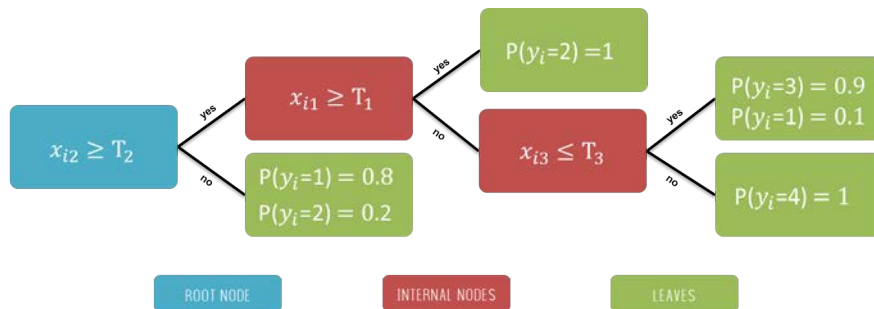 x_{i2} ≥ T_2
yes
no
x_{i1} ≥ T_1
P(y_i=1) = 0.8
P(y_i=2) = 0.2
yes
no
P(y_i=2) =1
x_{i3} ≤ T_3
yes
no
P(y_i=3) = 0.9
P(y_i=1) = 0.1
P(y_i=4) = 1
ROOT NODE
INTERNAL NODES
LEAVES